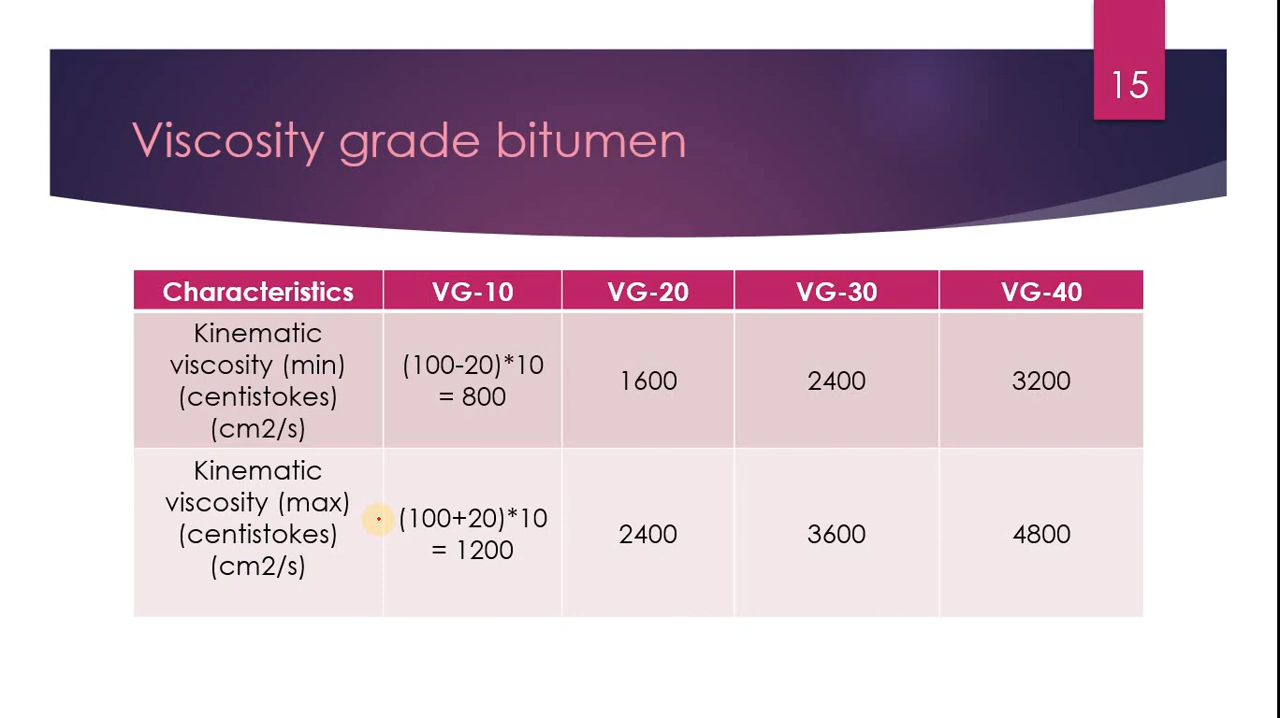 15
Viscosity grade bitumen
Characteristics VG-10 VG-20 VG-30 VG-40
Kinematic
viscosity (min)
(centistokes)
(cm2/s)
(100-20)*10
= 800
1600
2400
3200
Kinematic
viscosity (max)
(centistokes)
(cm2/s)
(100+20)*10
= 1200
2400
3600
4800